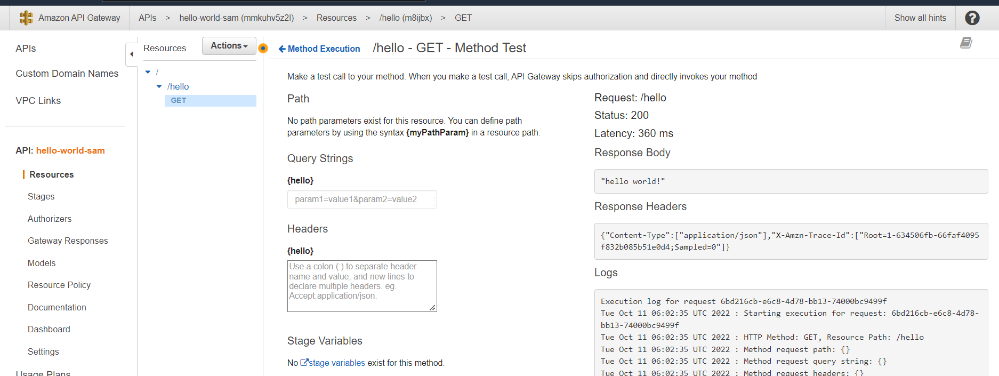 Amazon API Gateway
APIs > hello-world-sam (mmkuhv5z2l) > Resources > /hello (m8ijbx) > GET
Show all hints
?
APIs
Custom Domain Names
VPC Links
API: hello-world-sam
Resources
Stages
Authorizers
Gateway Responses
Models
Resource Policy
Documentation
Dashboard
Settings
Usage Plans
Resources
Actions
/
/hello
GET
Method Execution
/hello - GET - Method Test
Make a test call to your method. When you make a test call, API Gateway skips authorization and directly invokes your method
Path
No path parameters exist for this resource. You can define path
parameters by using the syntax {myPathParam} in a resource path.
Query Strings
{hello}
param1=value1&param2=value2
Headers
{hello}
Use a colon (:) to separate header
name and value, and new lines to
declare multiple headers. eg.
Accept:application/json.
Stage Variables
No stage variables exist for this method.
Request: /hello
Status: 200
Latency: 360 ms
Response Body
"hello world!"
Response Headers
{"Content-Type":["application/json"],"X-Amzn-Trace-Id":["Root=1-634506fb-66faf4095
f832b085b51e0d4;Sampled=0"]}
Logs
Execution log for request 6bd216cb-e6c8-4d78-bb13-74000bc9499f
Tue Oct 11 06:02:35 UTC 2022 : Starting execution for request: 6bd216cb-e6c8-4d78-
bb13-74000bc9499f
Tue Oct 11 06:02:35 UTC 2022 : HTTP Method: GET, Resource Path: /hello
Tue Oct 11 06:02:35 UTC 2022 : Method request path: {}
Tue Oct 11 06:02:35 UTC 2022 : Method request query string: {}
Tue Oct 11 06:02:35 UTC 2022 : Method request headers: {}